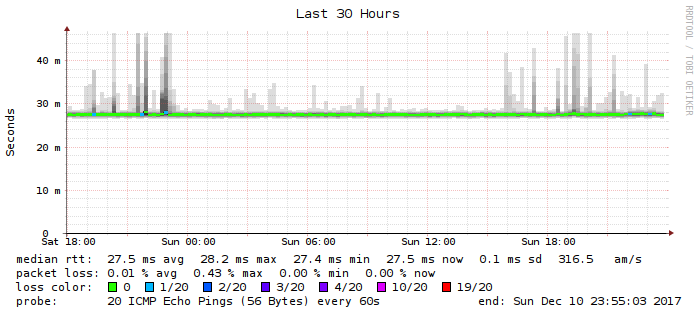 Last 30 Hours
RRDTOOL / TOBI OETIKER
Seconds
40 m
30 m
20 m
10 m
0
Sat 18:00 Sun 00:00 Sun 06:00 Sun 12:00 Sun 18:00
median rtt: 27.5 ms avg 28.2 ms max 27.4 ms min 27.5 ms now 0.1 ms sd 316.5 am/s
packet loss: 0.01 % avg 0.43 % max 0.00 % min 0.00 % now
loss color: 0 1/20 2/20 3/20 4/20 10/20 19/20
probe: 20 ICMP Echo Pings (56 Bytes) every 60s end: Sun Dec 10 23:55:03 2017